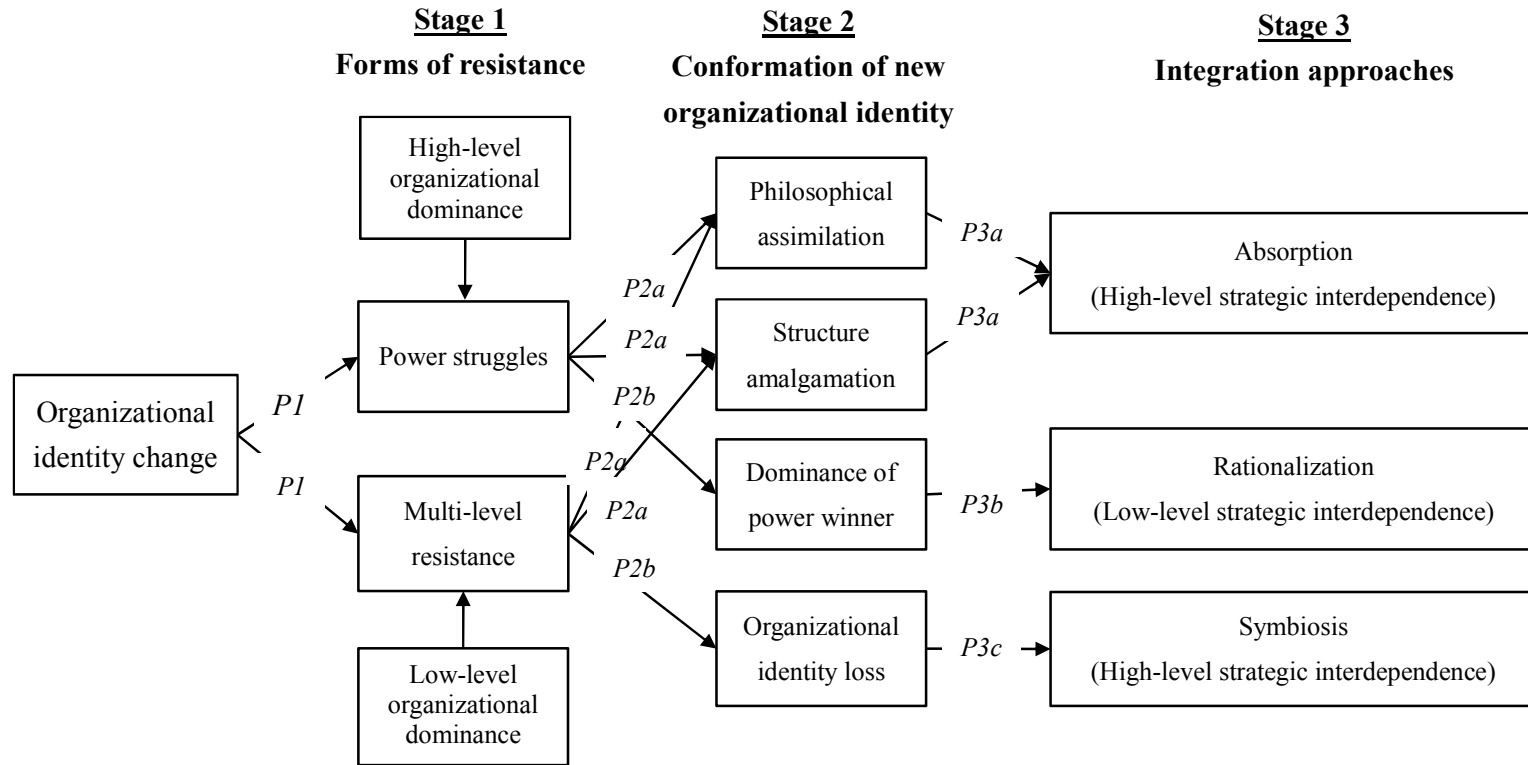 Stage 1
Forms of resistance
Stage 2
Conformation of new
organizational identity
Stage 3
Integration approaches
High-level
organizational
dominance
Power struggles
Organizational
identity change
P1
P1
Multi-level
resistance
Low-level
organizational
dominance
P2a
P2a
P2b
P2a
P2a
P2b
Philosophical
assimilation
Structure
amalgamation
Dominance of
power winner
Organizational
identity loss
P3a
P3a
P3b
P3c
Absorption
(High-level strategic interdependence)
Rationalization
(Low-level strategic interdependence)
Symbiosis
(High-level strategic interdependence)